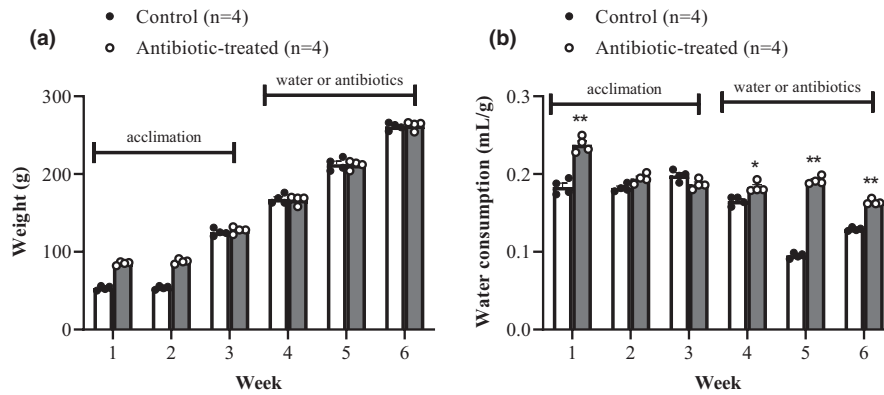 (a)
Control (n=4)
Antibiotic-treated (n=4)
water or antibiotics
acclimation
300
200
100
0
Weight (g)
1 2 3 4 5 6
Week
(b)
Control (n=4)
Antibiotic-treated (n=4)
acclimation
water or antibiotics
** * ** **
0.3
0.2
0.1
0.0
Water consumption (mL/g)
1 2 3 4 5 6
Week